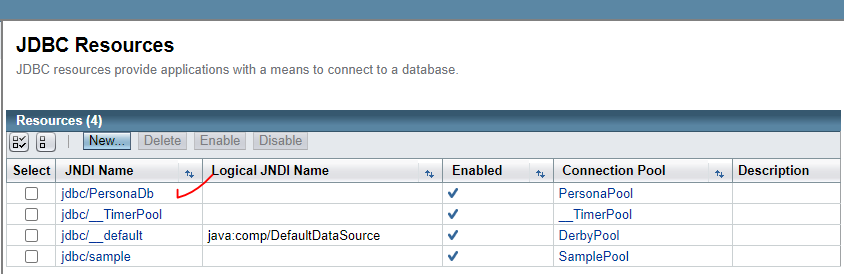 JDBC Resources
JDBC resources provide applications with a means to connect to a database.
Resources (4)
New... Delete Enable Disable
Select JNDI Name Logical JNDI Name Enabled Connection Pool Description
jdbc/PersonaDb PersonaPool
jdbc/__TimerPool __TimerPool
jdbc/__default java:comp/DefaultDataSource DerbyPool
jdbc/sample SamplePool